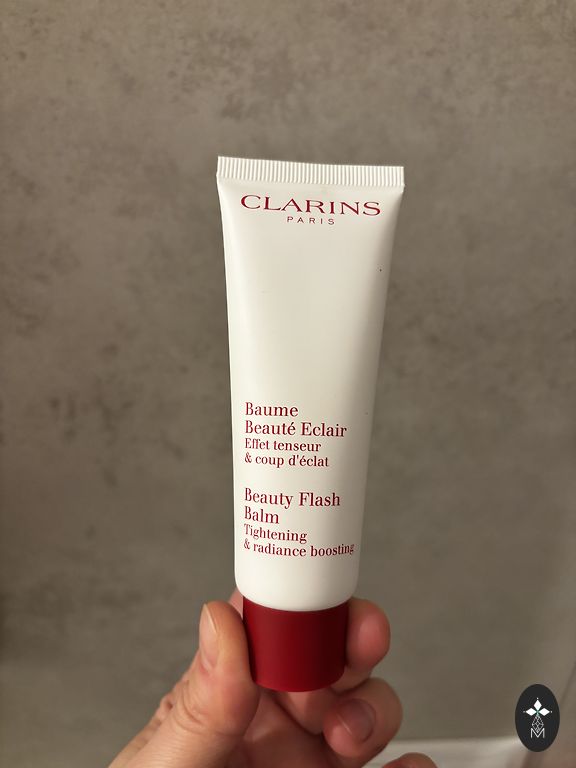 CLARINS
PARIS
Baume
Beauté Eclair
Effet tenseur
& coup d'éclat
Beauty Flash
Balm
Tightening
& radiance boosting
M